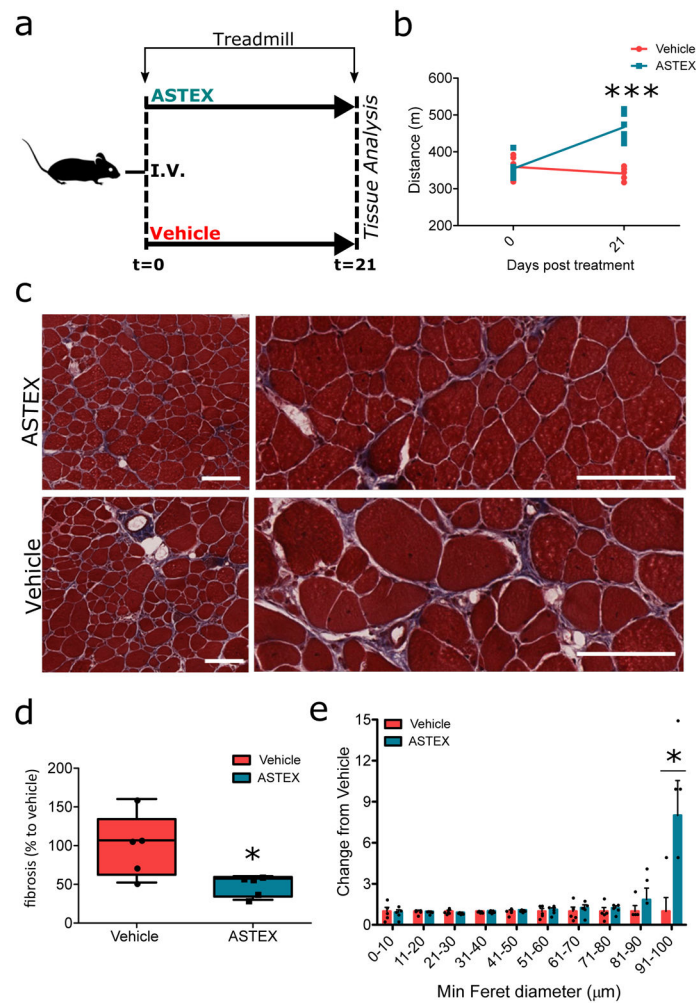 a
Treadmill
ASTEX
I.V.
Vehicle
t=0
t=21
Tissue Analysis
b
Vehicle
ASTEX
***
600
500
400
300
200
Distance (m)
0
21
Days post treatment
c
ASTEX
Vehicle
d
Vehicle
ASTEX
200
150
100
50
0
fibrosis (% to vehicle)
*
Vehicle
ASTEX
e
Vehicle
ASTEX
15
12
9
6
3
0
Change from Vehicle
*
0-10
11-20
21-30
31-40
41-50
51-60
61-70
71-80
81-90
91-100
Min Feret diameter (μm)